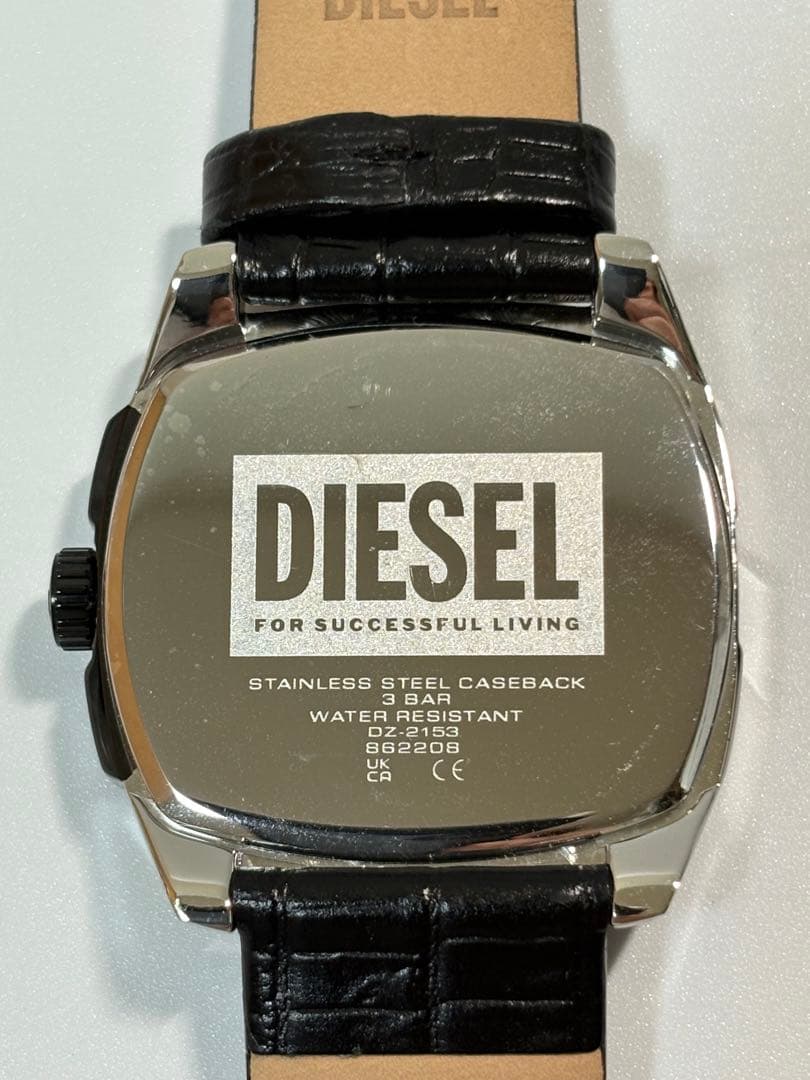 DIESEL
DIESEL
FOR SUCCESSFUL LIVING
STAINLESS STEEL CASEBACK
3 BAR
WATER RESISTANT
DZ-2153
862208
UK
CA CE